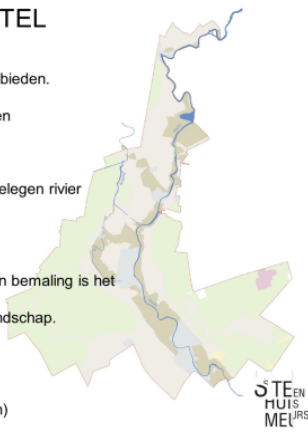 TEL
bieden.
en
elegen rivier
n bemaling is het
ndschap.
n)
STEEN
HUIS
MEURS